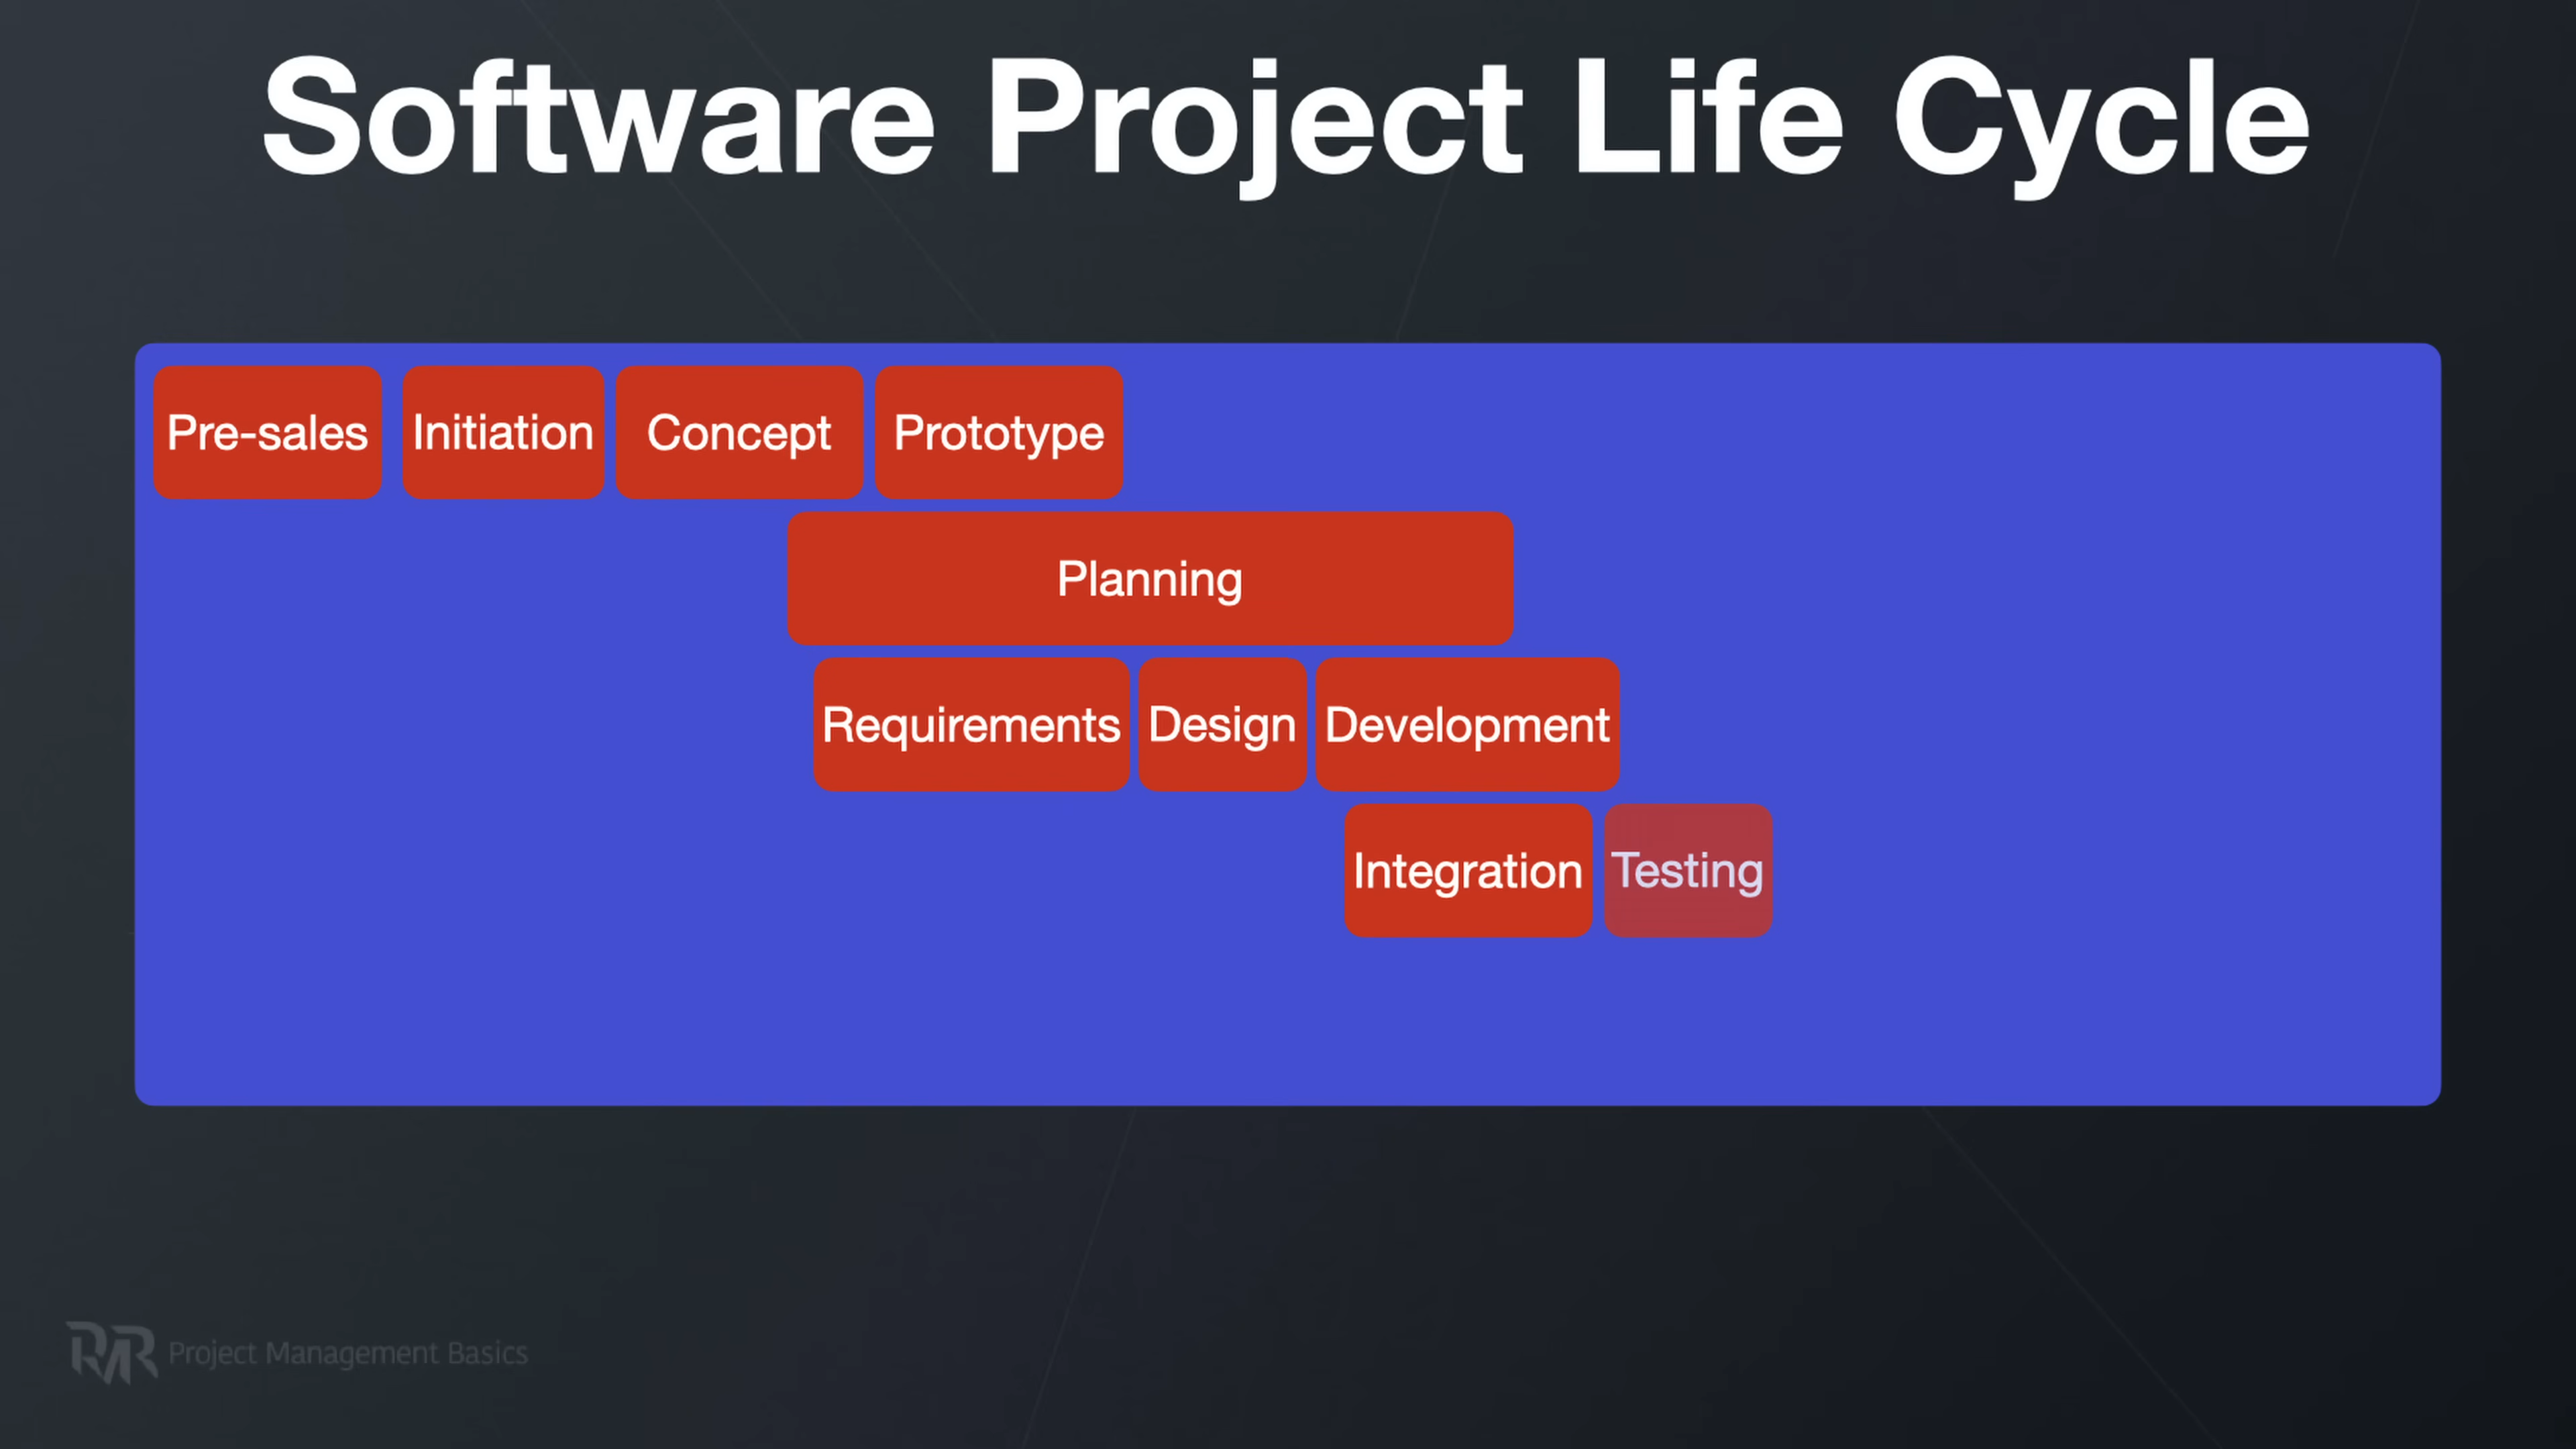 Software Project Life Cycle
Pre-sales Initiation Concept Prototype
Planning
Requirements Design Development
Integration Testing
Project Management Basics